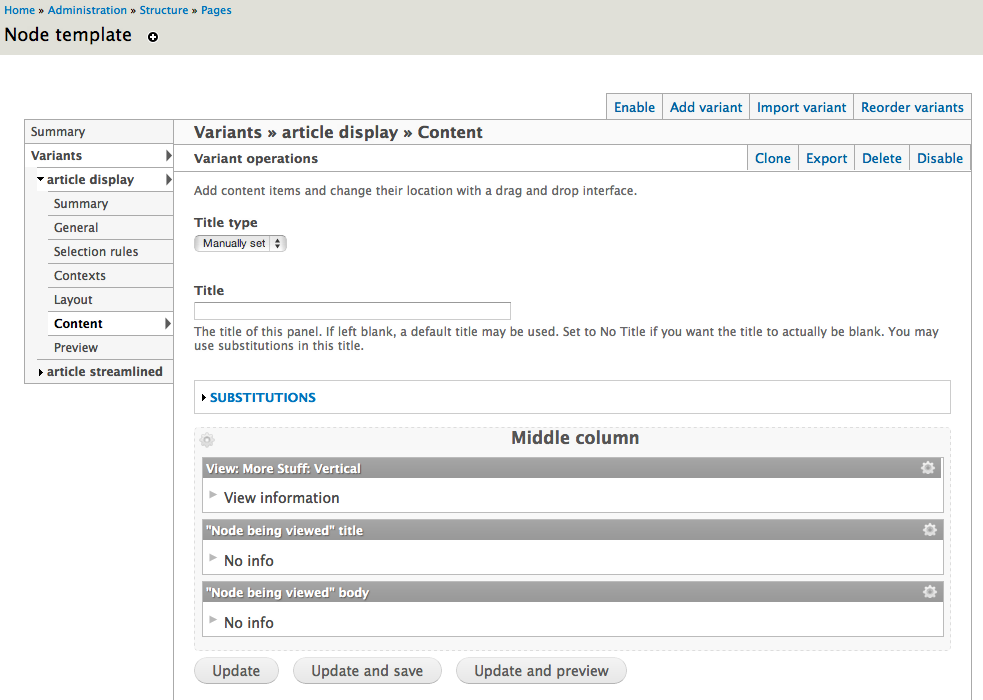 Home » Administration » Structure » Pages
Node template
Enable Add variant Import variant Reorder variants
Summary
Variants
article display
Summary
General
Selection rules
Contexts
Layout
Content
Preview
article streamlined
Variants » article display » Content
Variant operations
Clone Export Delete Disable
Add content items and change their location with a drag and drop interface.
Title type
Manually set
Title
The title of this panel. If left blank, a default title may be used. Set to No Title if you want the title to actually be blank. You may
use substitutions in this title.
SUBSTITUTIONS
Middle column
View: More Stuff: Vertical
View information
"Node being viewed" title
No info
"Node being viewed" body
No info
Update Update and save Update and preview